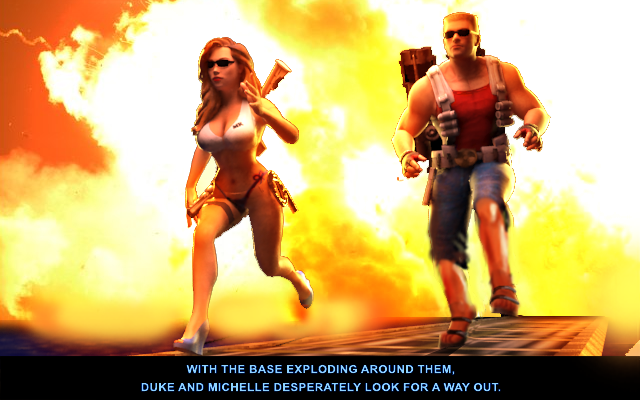 WITH THE BASE EXPLODING AROUND THEM,
DUKE AND MICHELLE DESPERATELY LOOK FOR A WAY OUT.